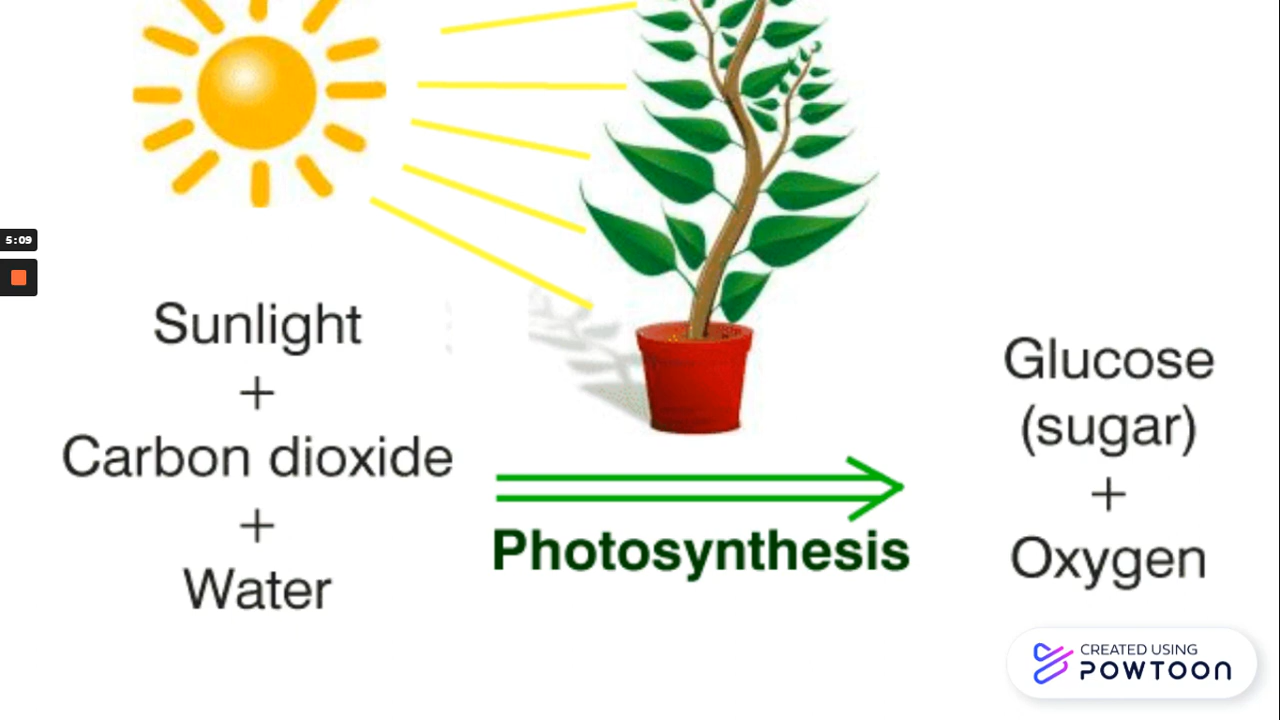 5:09
Sunlight
+
Carbon dioxide
+
Water
Photosynthesis
Glucose
(sugar)
+
Oxygen
CREATED USING
POWTOON